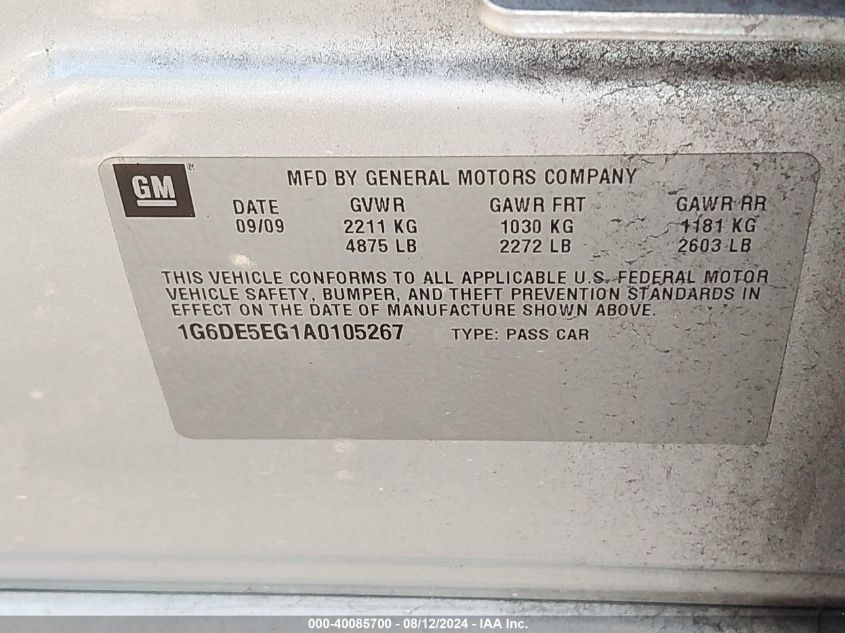 GM
MFD BY GENERAL MOTORS COMPANY
DATE GVWR GAWR FRT GAWR RR
09/09 2211 KG 1030 KG 1181 KG
4875 LB 2272 LB 2603 LB
THIS VEHICLE CONFORMS TO ALL APPLICABLE U.S. FEDERAL MOTOR
VEHICLE SAFETY, BUMPER, AND THEFT PREVENTION STANDARDS IN
EFFECT ON THE DATE OF MANUFACTURE SHOWN ABOVE.
1G6DE5EG1A0105267 TYPE: PASS CAR
000-40085700 - 08/12/2024 - IAA Inc.